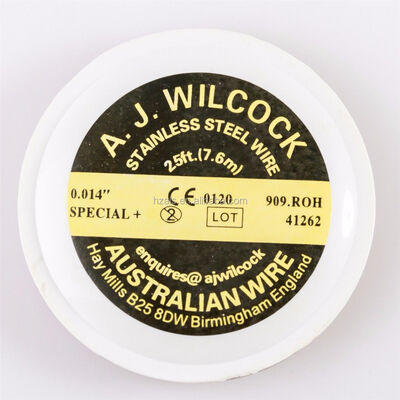 A. J. WILCOCK
STAINLESS STEEL WIRE
25ft.(7.6m)
0.014" CE 0120 909.ROH
SPECIAL + 2 LOT 41262
enquires@ ajwilcock
AUSTRALIAN WIRE
Hay Mills B25 8DW Birmingham England